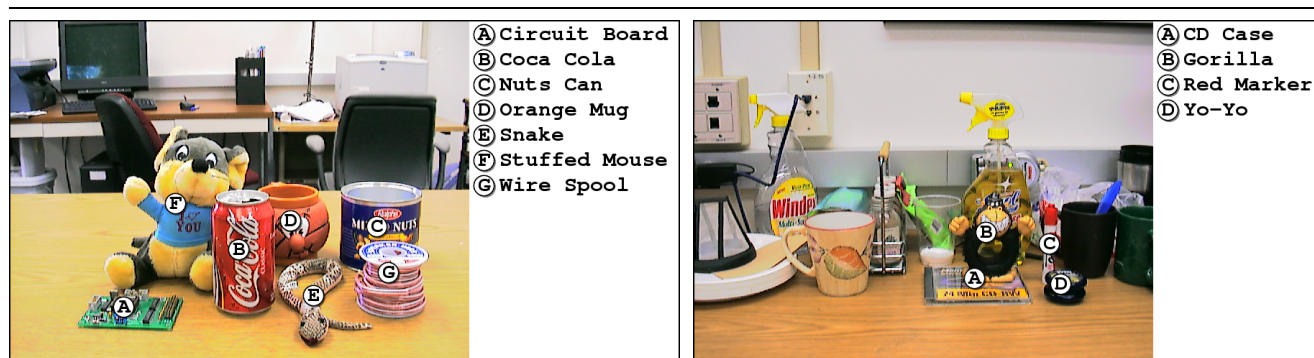 A Circuit Board
B Coca Cola
C Nuts Can
D Orange Mug
E Snake
F Stuffed Mouse
G Wire Spool
F
I
YOU
B
Coca-Cola
D
C
NUTS
G
E
A
A CD Case
B Gorilla
C Red Marker
D Yo-Yo
Windex
B
C
A
D